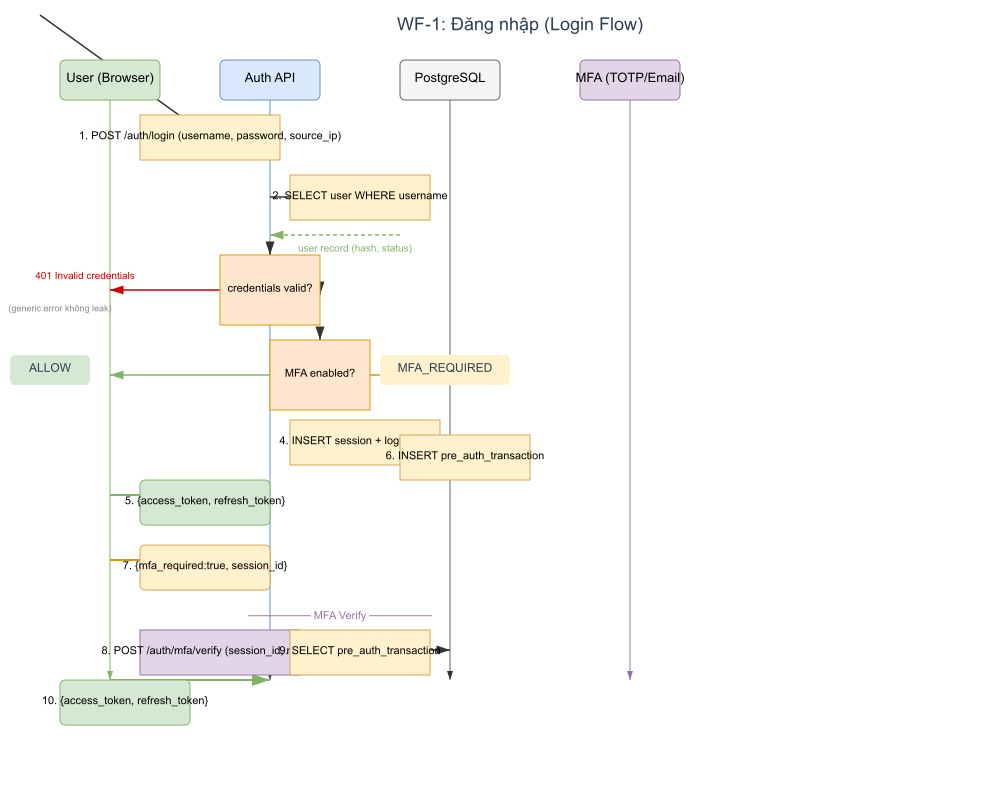 WF-1: Đăng nhập (Login Flow)
User (Browser)
Auth API
PostgreSQL
MFA (TOTP/Email)
1. POST /auth/login (username, password, source_ip)
2. SELECT user WHERE username
user record (hash, status)
401 Invalid credentials
credentials valid?
(generic error không leak)
ALLOW
MFA enabled?
MFA_REQUIRED
4. INSERT session + log
6. INSERT pre_auth_transaction
5. {access_token, refresh_token}
7. {mfa_required:true, session_id}
MFA Verify
8. POST /auth/mfa/verify (session_id,
9. SELECT pre_auth_transaction
10. {access_token, refresh_token}